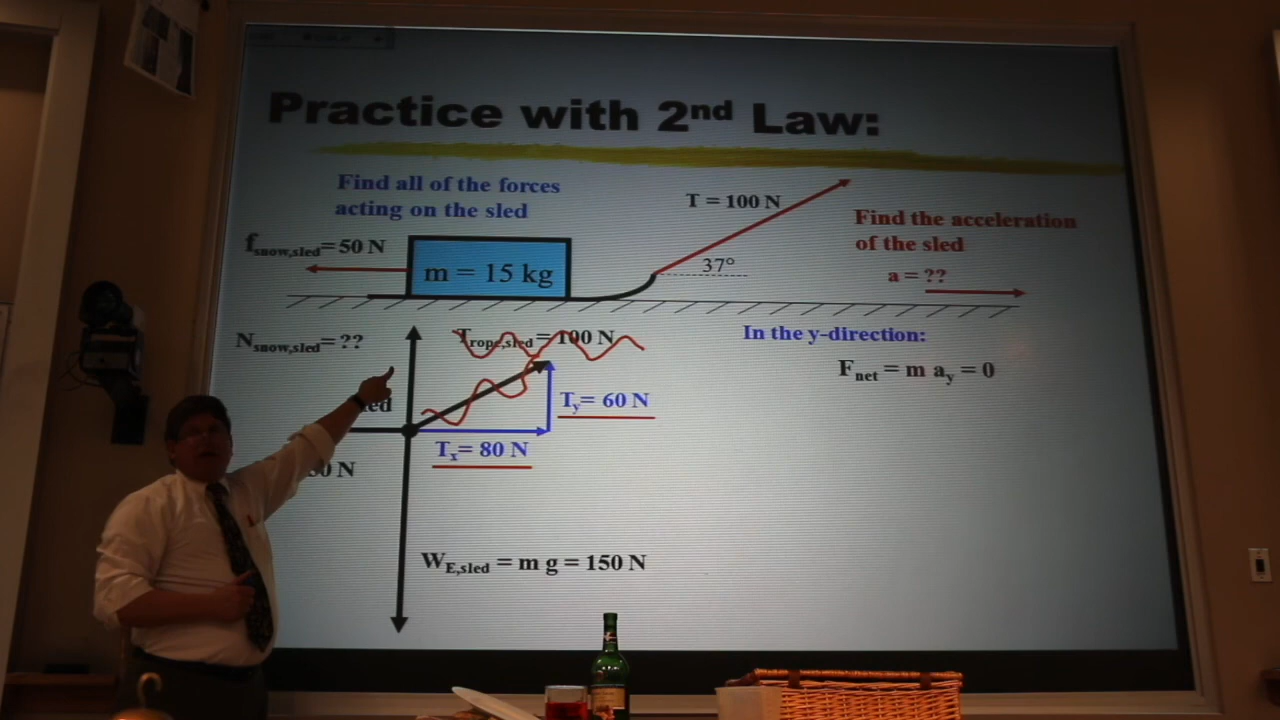 Practice with 2nd Law:
Find all of the forces
acting on the sled
T = 100 N
Find the acceleration
of the sled
a = ??
fsnow,sled = 50 N
m = 15 kg
37°
Nsnow,sled = ??
Trope,sled = 100 N
In the y-direction:
Fnet = m ay = 0
Ty = 60 N
Tx = 80 N
0 N
WE,sled = m g = 150 N